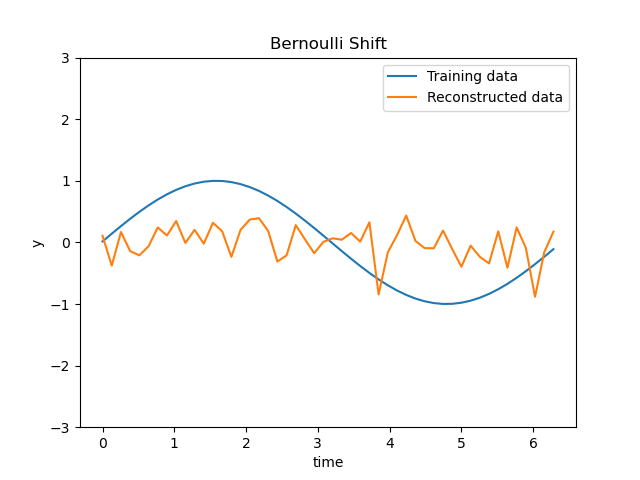 Bernoulli Shift
Training data
Reconstructed data
3
2
1
0
−1
−2
−3
y
0 1 2 3 4 5 6
time